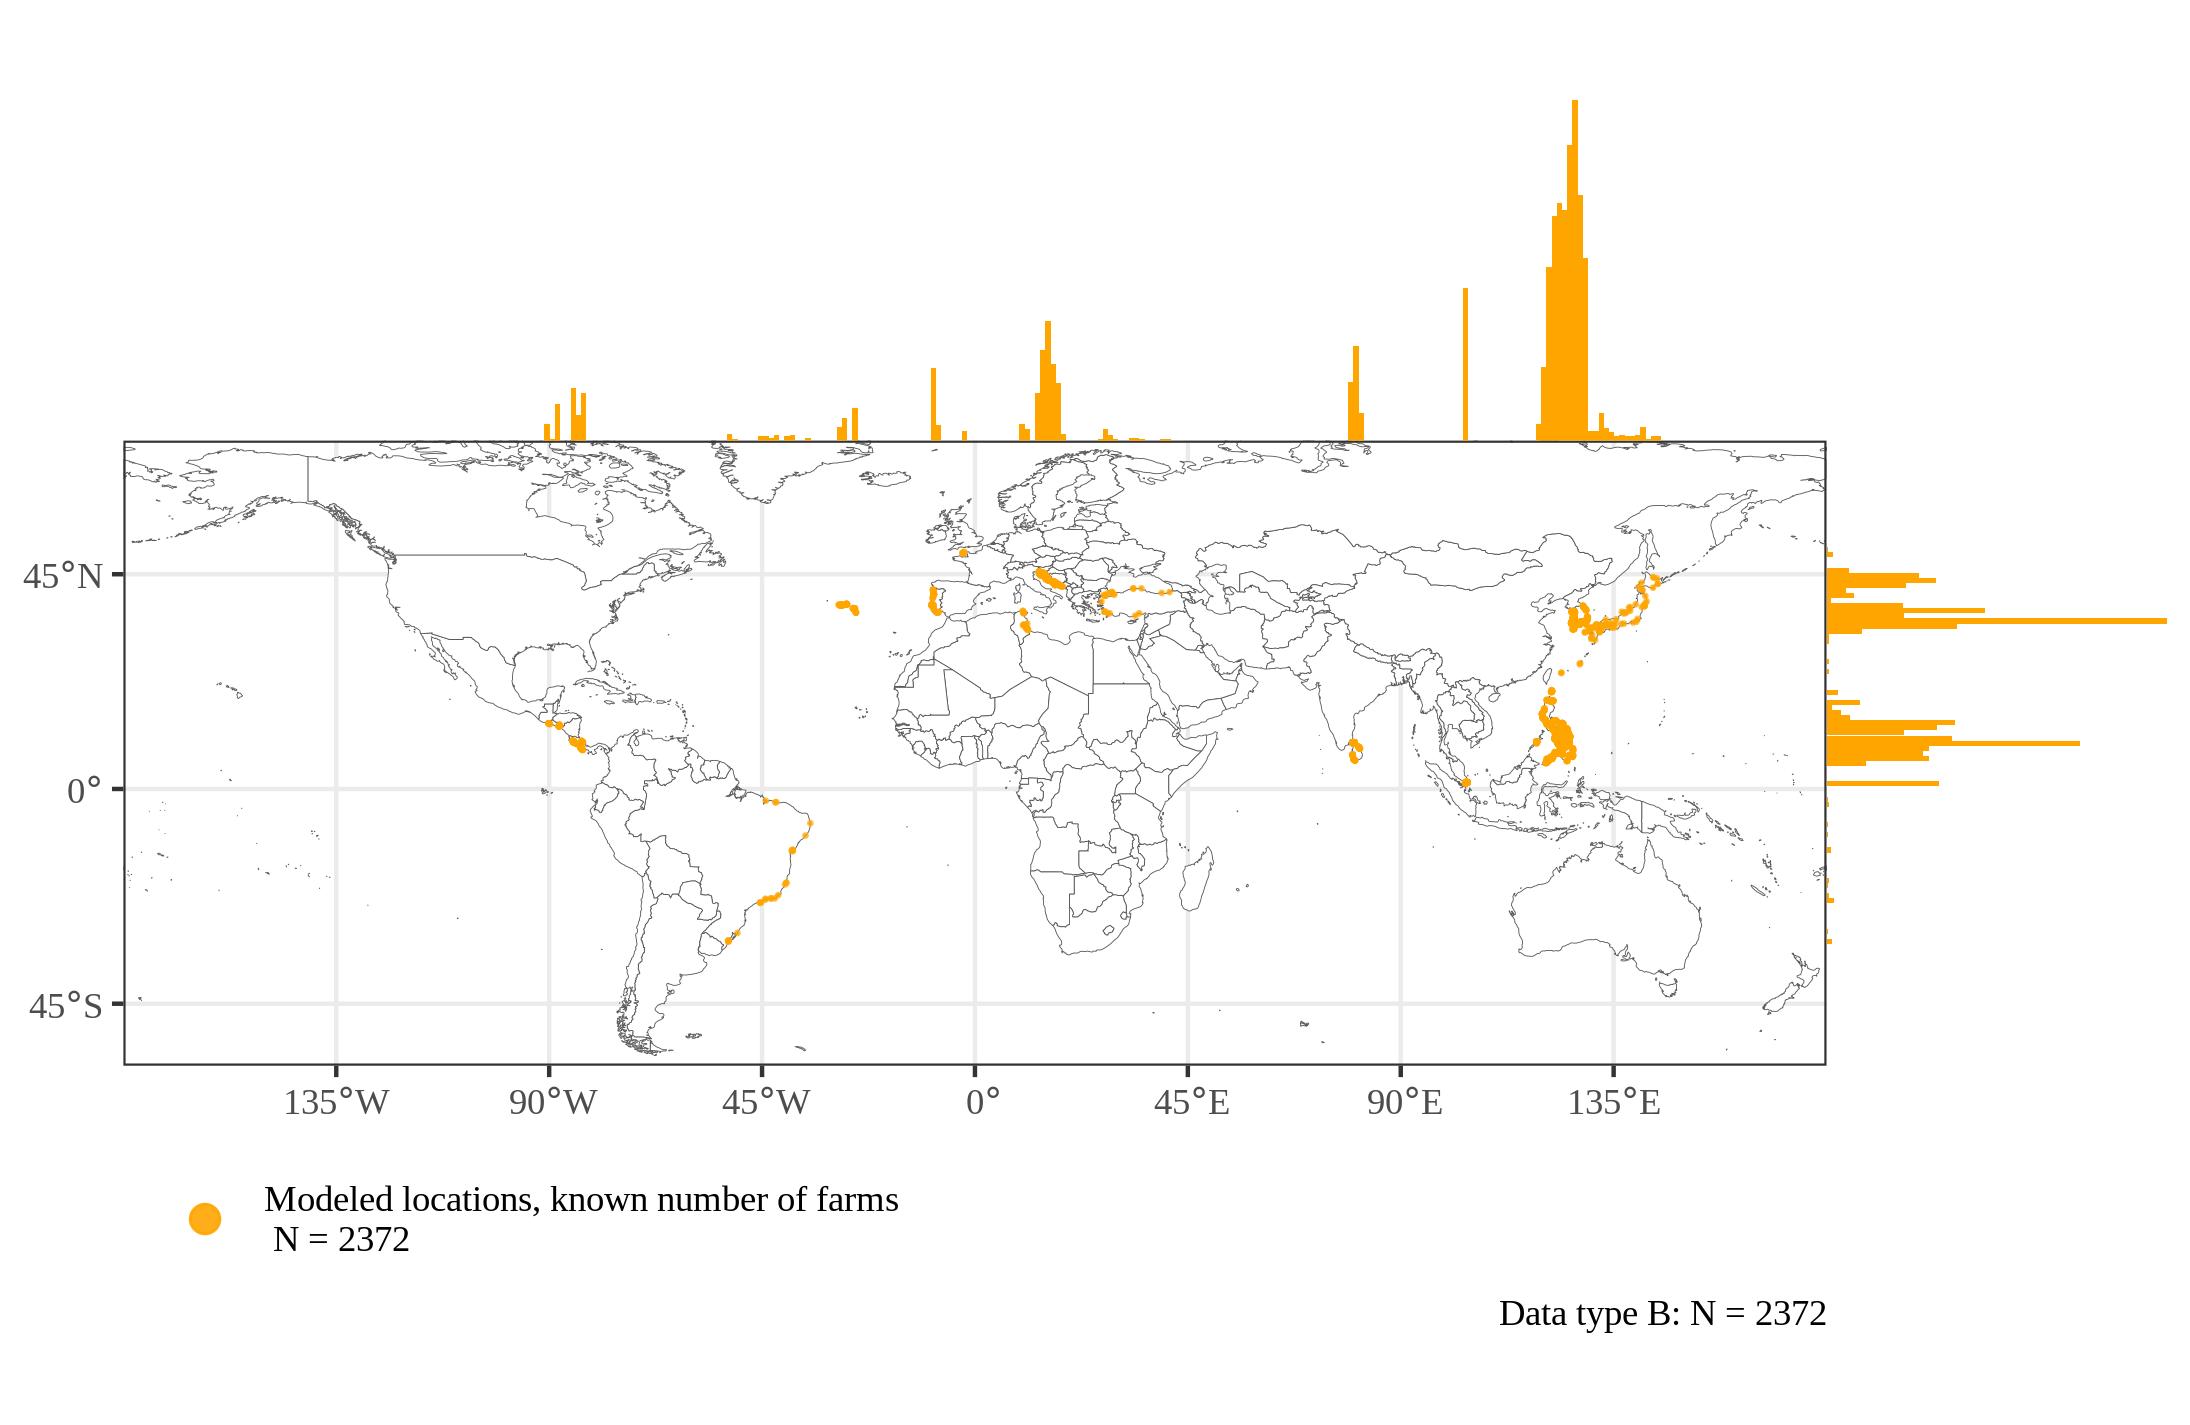 45°N
0°
45°S
135°W
90°W
45°W
0°
45°E
90°E
135°E
Modeled locations, known number of farms
N = 2372
Data type B: N = 2372